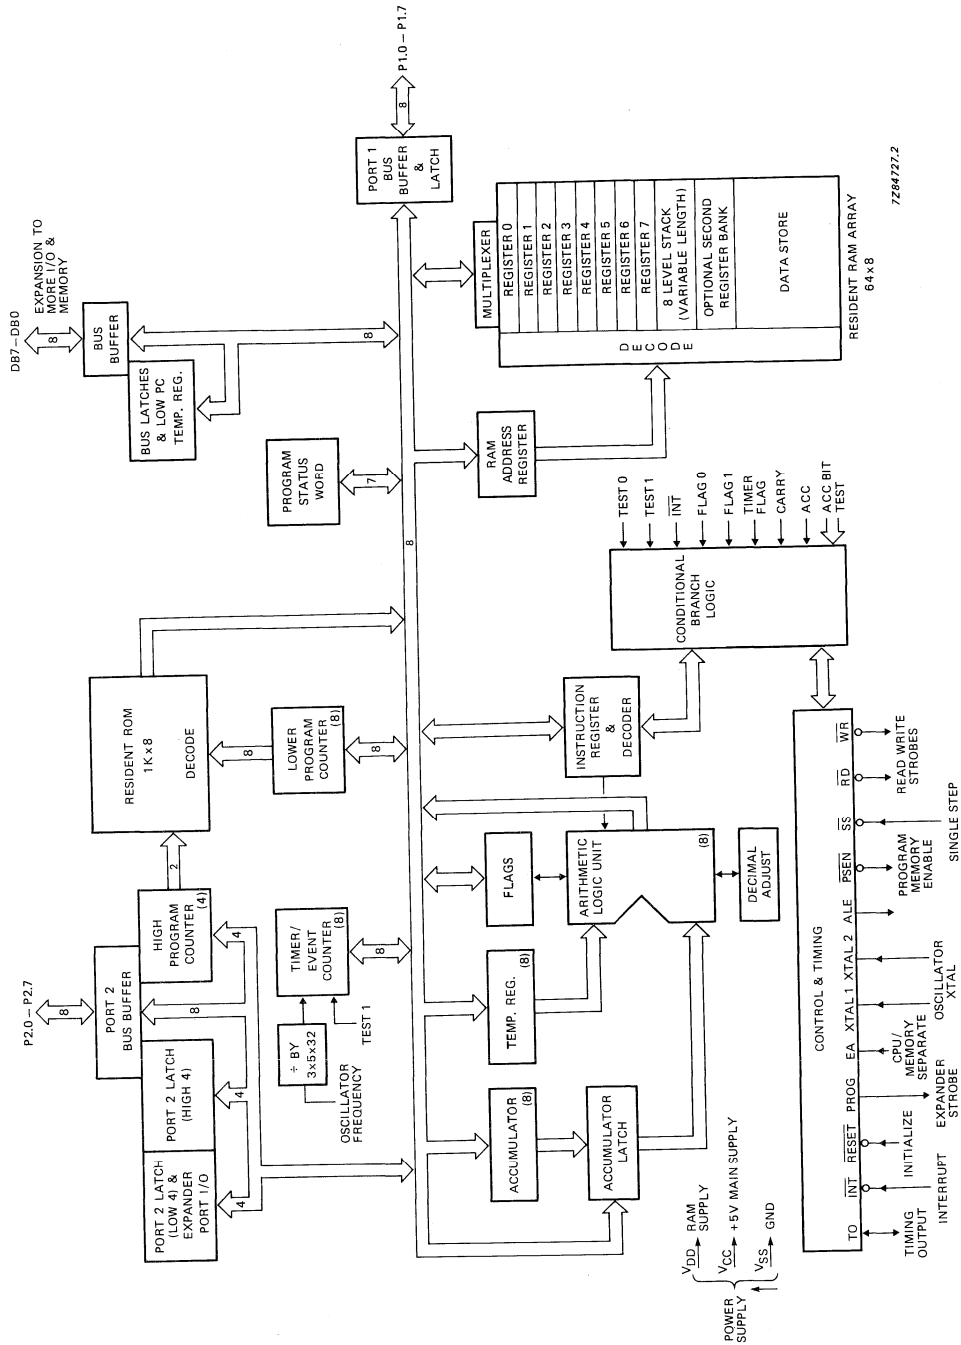 P2.0 – P2.7
8
PORT 2
BUS BUFFER
PORT 2 LATCH
(LOW 4) &
EXPANDER
PORT I/O
PORT 2 LATCH
(HIGH 4)
HIGH
PROGRAM
COUNTER
(4)
4
4
8
4
2
RESIDENT ROM
1K x 8
DECODE
8
LOWER
PROGRAM
COUNTER
(8)
8
OSCILLATOR
FREQUENCY
÷ BY
3x5x32
TEST 1
TIMER/
EVENT
COUNTER
(8)
8
PROGRAM
STATUS
WORD
7
DB7–DB0
8
EXPANSION TO
MORE I/O &
MEMORY
BUS
BUFFER
BUS LATCHES
& LOW PC
TEMP. REG.
8
8
PORT 1
BUS
BUFFER
&
LATCH
8
P1.0 – P1.7
ACCUMULATOR
(8)
ACCUMULATOR
LATCH
TEMP. REG.
(8)
FLAGS
ARITHMETIC
LOGIC UNIT
(8)
DECIMAL
ADJUST
INSTRUCTION
REGISTER
&
DECODER
RAM
ADDRESS
REGISTER
MULTIPLEXER
DECODE
REGISTER 0
REGISTER 1
REGISTER 2
REGISTER 3
REGISTER 4
REGISTER 5
REGISTER 6
REGISTER 7
8 LEVEL STACK
(VARIABLE LENGTH)
OPTIONAL SECOND
REGISTER BANK
DATA STORE
RESIDENT RAM ARRAY
64 x 8
CONDITIONAL
BRANCH
LOGIC
TEST 0
TEST 1
INT
FLAG 0
FLAG 1
TIMER
FLAG
CARRY
ACC
ACC BIT
TEST
POWER
SUPPLY
VDD
RAM
SUPPLY
VCC
+ 5V MAIN SUPPLY
VSS
GND
CONTROL & TIMING
TO
INT
RESET
PROG
EA
XTAL 1
XTAL 2
ALE
PSEN
SS
RD
WR
TIMING
OUTPUT
INTERRUPT
INITIALIZE
EXPANDER
STROBE
CPU/
MEMORY
SEPARATE
OSCILLATOR
XTAL
PROGRAM
MEMORY
ENABLE
SINGLE STEP
READ WRITE
STROBES
7Z84727.2